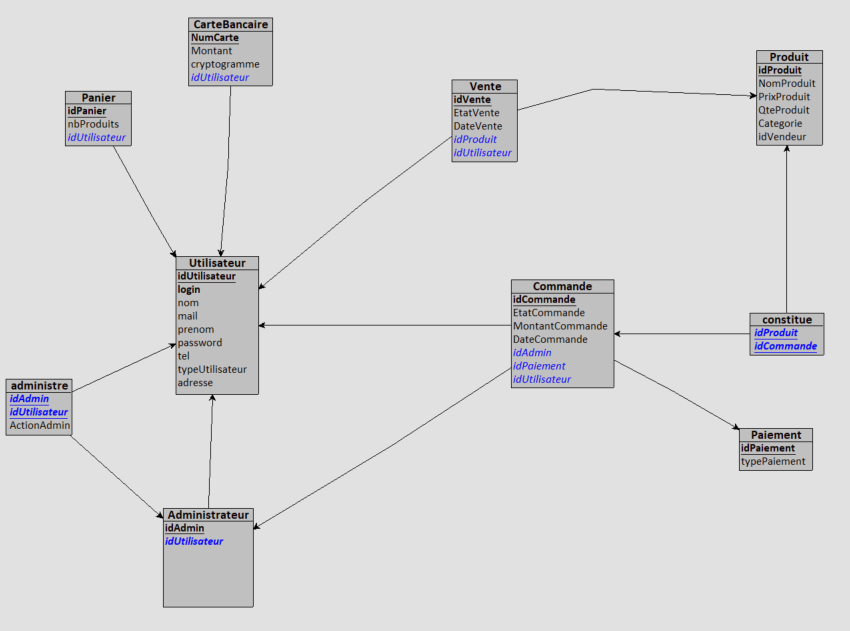 CarteBancaire
NumCarte
Montant
cryptogramme
idUtilisateur
Produit
idProduit
NomProduit
PrixProduit
QteProduit
Categorie
idVendeur
Vente
idVente
EtatVente
DateVente
idProduit
idUtilisateur
Panier
idPanier
nbProduits
idUtilisateur
Utilisateur
idUtilisateur
login
nom
mail
prenom
password
tel
typeUtilisateur
adresse
Commande
idCommande
EtatCommande
MontantCommande
DateCommande
idAdmin
idPaiement
idUtilisateur
constitue
idProduit
idCommande
administre
idAdmin
idUtilisateur
ActionAdmin
Paiement
idPaiement
typePaiement
Administrateur
idAdmin
idUtilisateur